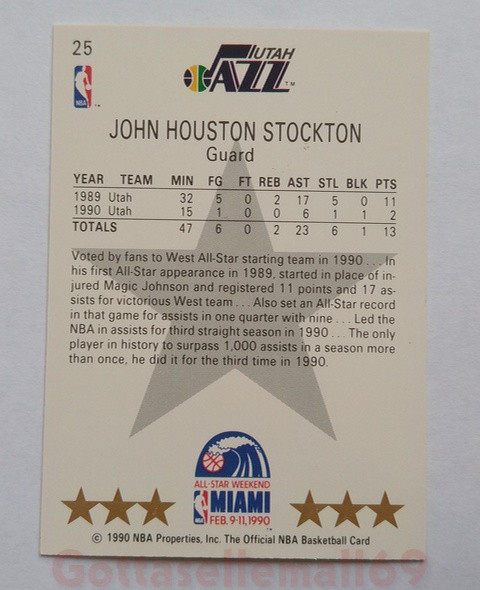 25
UTAH
JAZZ
TM
NBA
JOHN HOUSTON STOCKTON
Guard
YEAR TEAM MIN FG FT REB AST STL BLK PTS
1989 Utah 32 5 0 2 17 5 0 11
1990 Utah 15 1 0 0 6 1 1 2
TOTALS 47 6 0 2 23 6 1 13
Voted by fans to West All-Star starting team in 1990 . . . In
his first All-Star appearance in 1989, started in place of in-
jured Magic Johnson and registered 11 points and 17 as-
sists for victorious West team . . . Also set an All-Star record
in that game for assists in one quarter with nine . . . Led the
NBA in assists for third straight season in 1990 . . . The only
player in history to surpass 1,000 assists in a season more
than once, he did it for the third time in 1990.
ALL-STAR WEEKEND
NBA MIAMI
FEB. 9-11, 1990
© 1990 NBA Properties, Inc. The Official NBA Basketball Card
Gottasellemall69